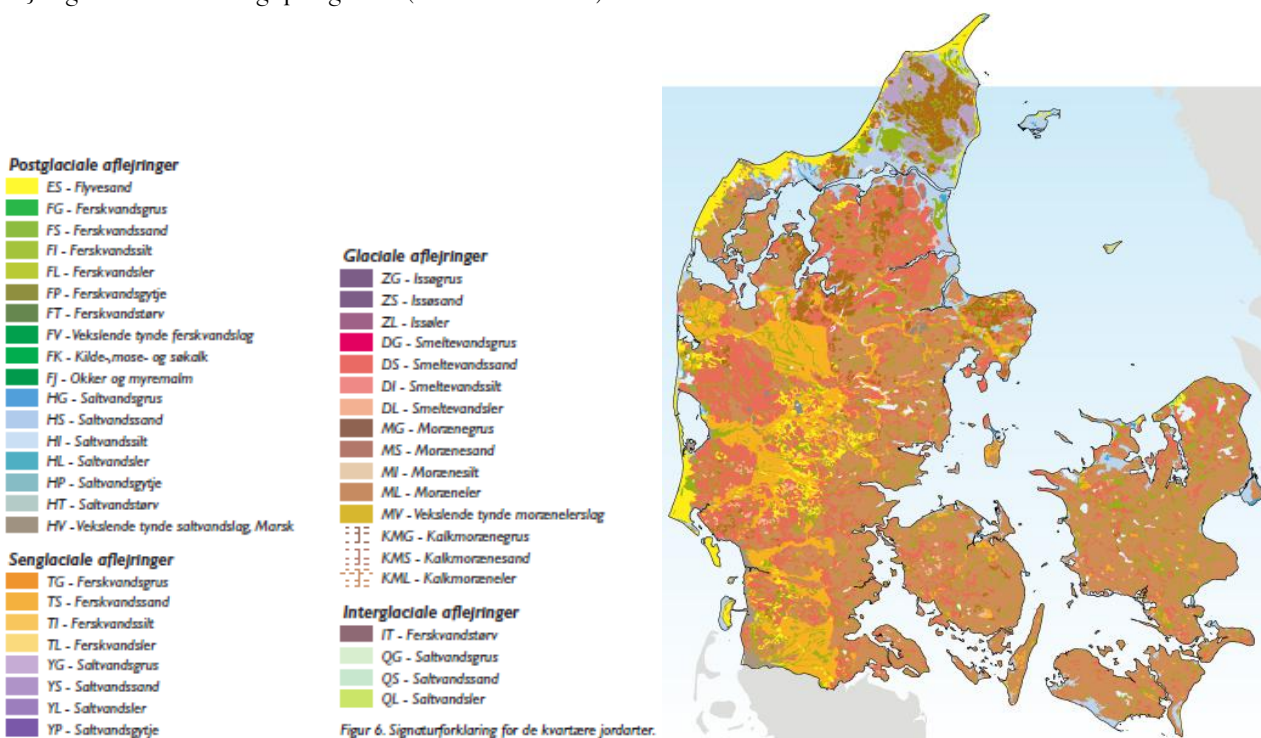 Postglaciale aflejringer
ES - Flyvesand
FG - Ferskvandsgrus
FS - Ferskvandssand
FI - Ferskvandssilt
FL - Ferskvandsler
FP - Ferskvandsgytje
FT - Ferskvandstørv
FV - Vekslende tynde ferskvandslag
FK - Kilde-,mose- og søkalk
FJ - Okker og myremalm
HG - Saltvandsgrus
HS - Saltvandssand
HI - Saltvandssilt
HL - Saltvandsler
HP - Saltvandsgytje
HT - Saltvandstørv
HV - Vekslende tynde saltvandslag, Marsk
Senglaciale aflejringer
TG - Ferskvandsgrus
TS - Ferskvandssand
TI - Ferskvandssilt
TL - Ferskvandsler
YG - Saltvandsgrus
YS - Saltvandssand
YL - Saltvandsler
YP - Saltvandsgytje
Glaciale aflejringer
ZG - Issøgrus
ZS - Issøsand
ZL - Issøler
DG - Smeltevandsgrus
DS - Smeltevandssand
DI - Smeltevandssilt
DL - Smeltevandsler
MG - Morænegrus
MS - Morænesand
MI - Morænesilt
ML - Moræneler
MV - Vekslende tynde morænelerslag
KMG - Kalkmorænegrus
KMS - Kalkmorænesand
KML - Kalkmoræneler
Interglaciale aflejringer
IT - Ferskvandstørv
QG - Saltvandsgrus
QS - Saltvandssand
QL - Saltvandsler
Figur 6. Signaturforklaring for de kvartære jordarter.